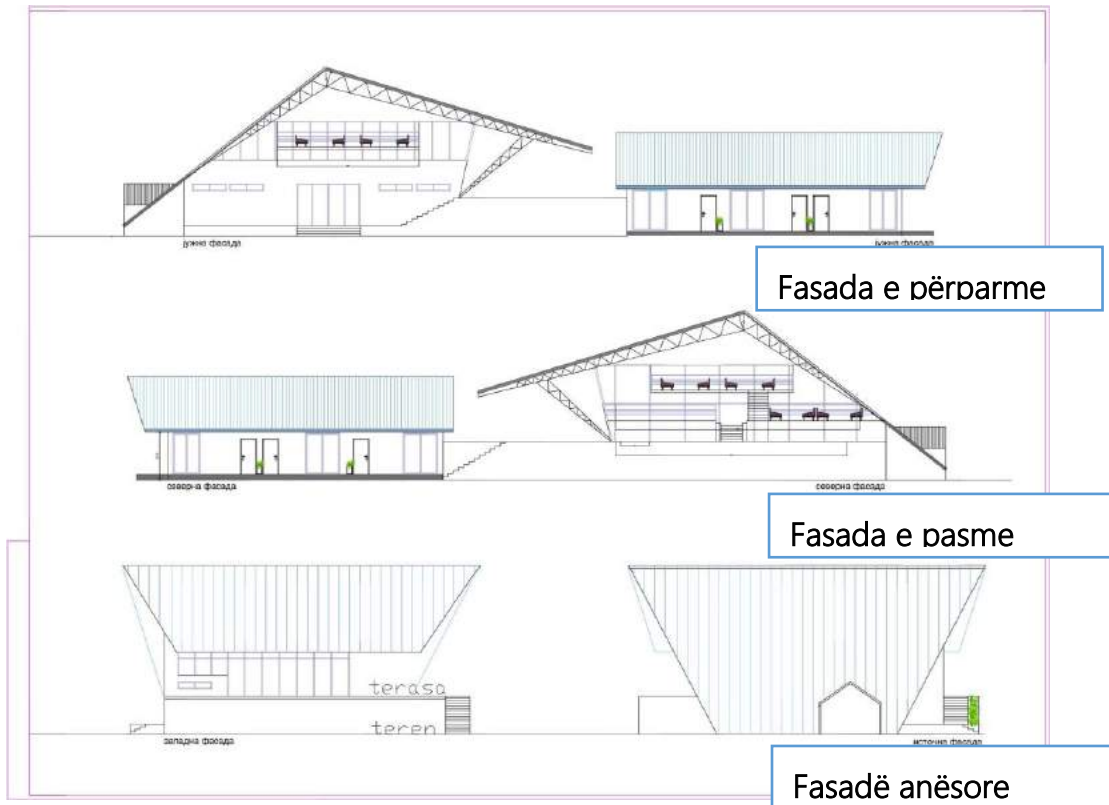 јужна фасада
јужна фасада
Fasada e përparme
северна фасада
северна фасада
Fasada e pasme
terasa
teren
западна фасада
источна фасада
Fasadë anësore